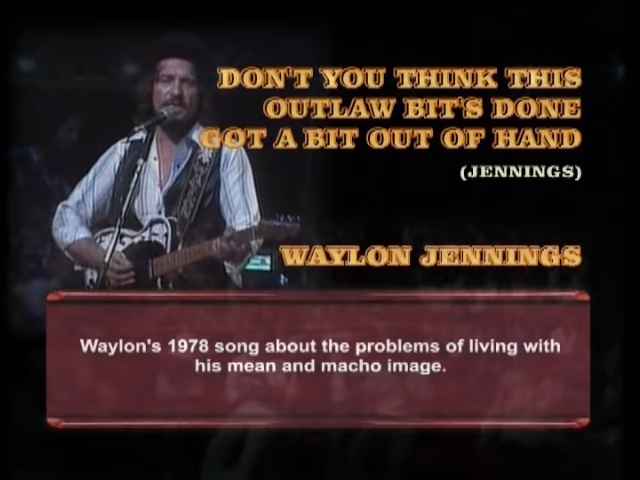 DON'T YOU THINK THIS
OUTLAW BIT'S DONE
GOT A BIT OUT OF HAND
(JENNINGS)
WAYLON JENNINGS
Waylon's 1978 song about the problems of living with
his mean and macho image.